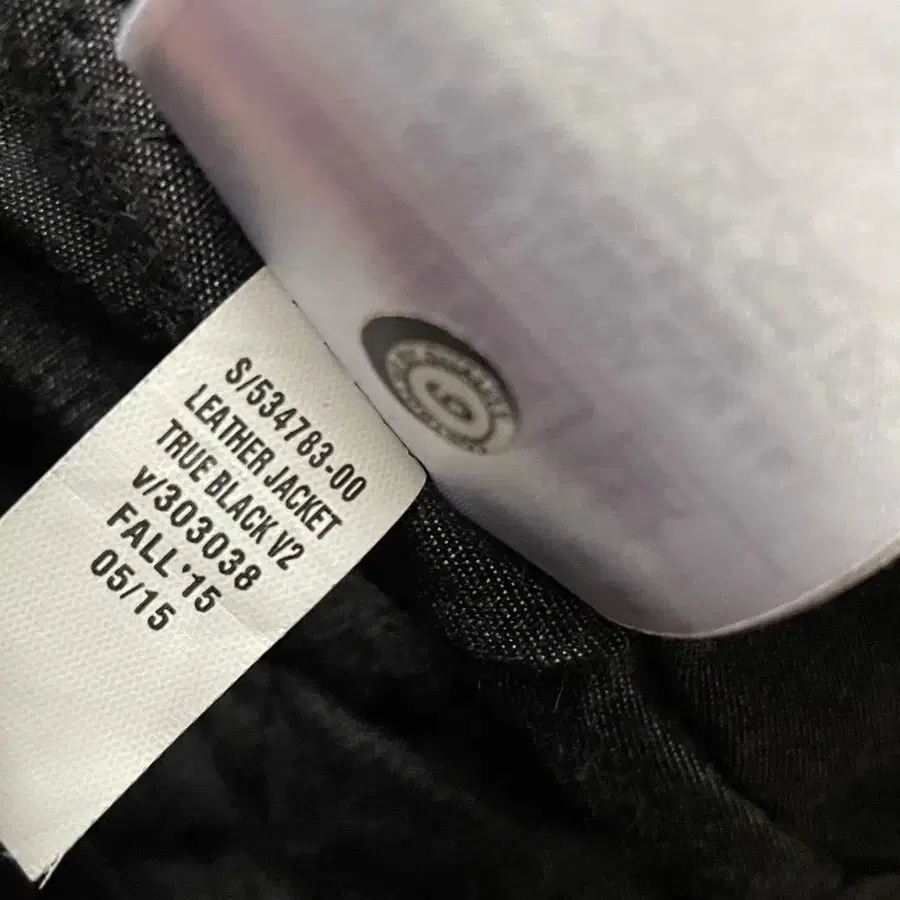 S/534783-00
LEATHER JACKET
TRUE BLACK V2
v/303038
FALL '15
05/15